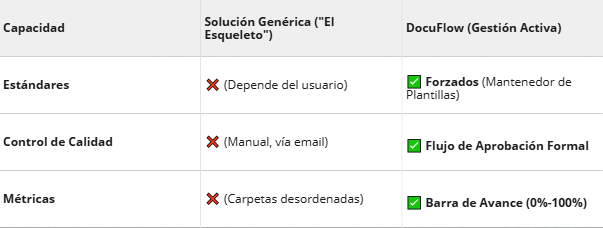 Capacidad
Solución Genérica ("El
Esqueleto")
DocuFlow (Gestión Activa)
Estándares
❌ (Depende del usuario)
✅ Forzados (Mantenedor de
Plantillas)
Control de Calidad
❌ (Manual, vía email)
✅ Flujo de Aprobación Formal
Métricas
❌ (Carpetas desordenadas)
✅ Barra de Avance (0%-100%)